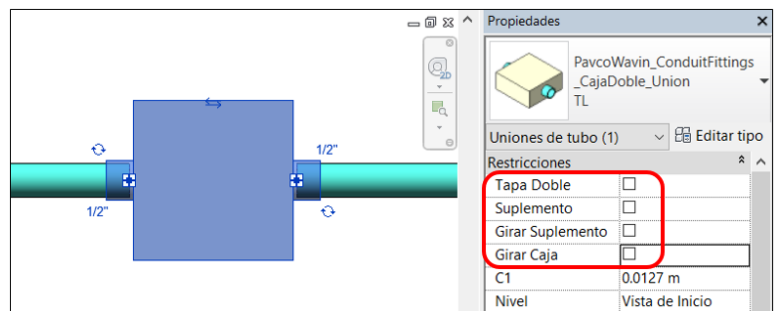 Propiedades
2D
PavcoWavin_ConduitFittings
_CajaDoble_Union
TL
Uniones de tubo (1)
Editar tipo
Restricciones
Tapa Doble
Suplemento
Girar Suplemento
Girar Caja
C1 0.0127 m
Nivel Vista de Inicio
1/2"
1/2"